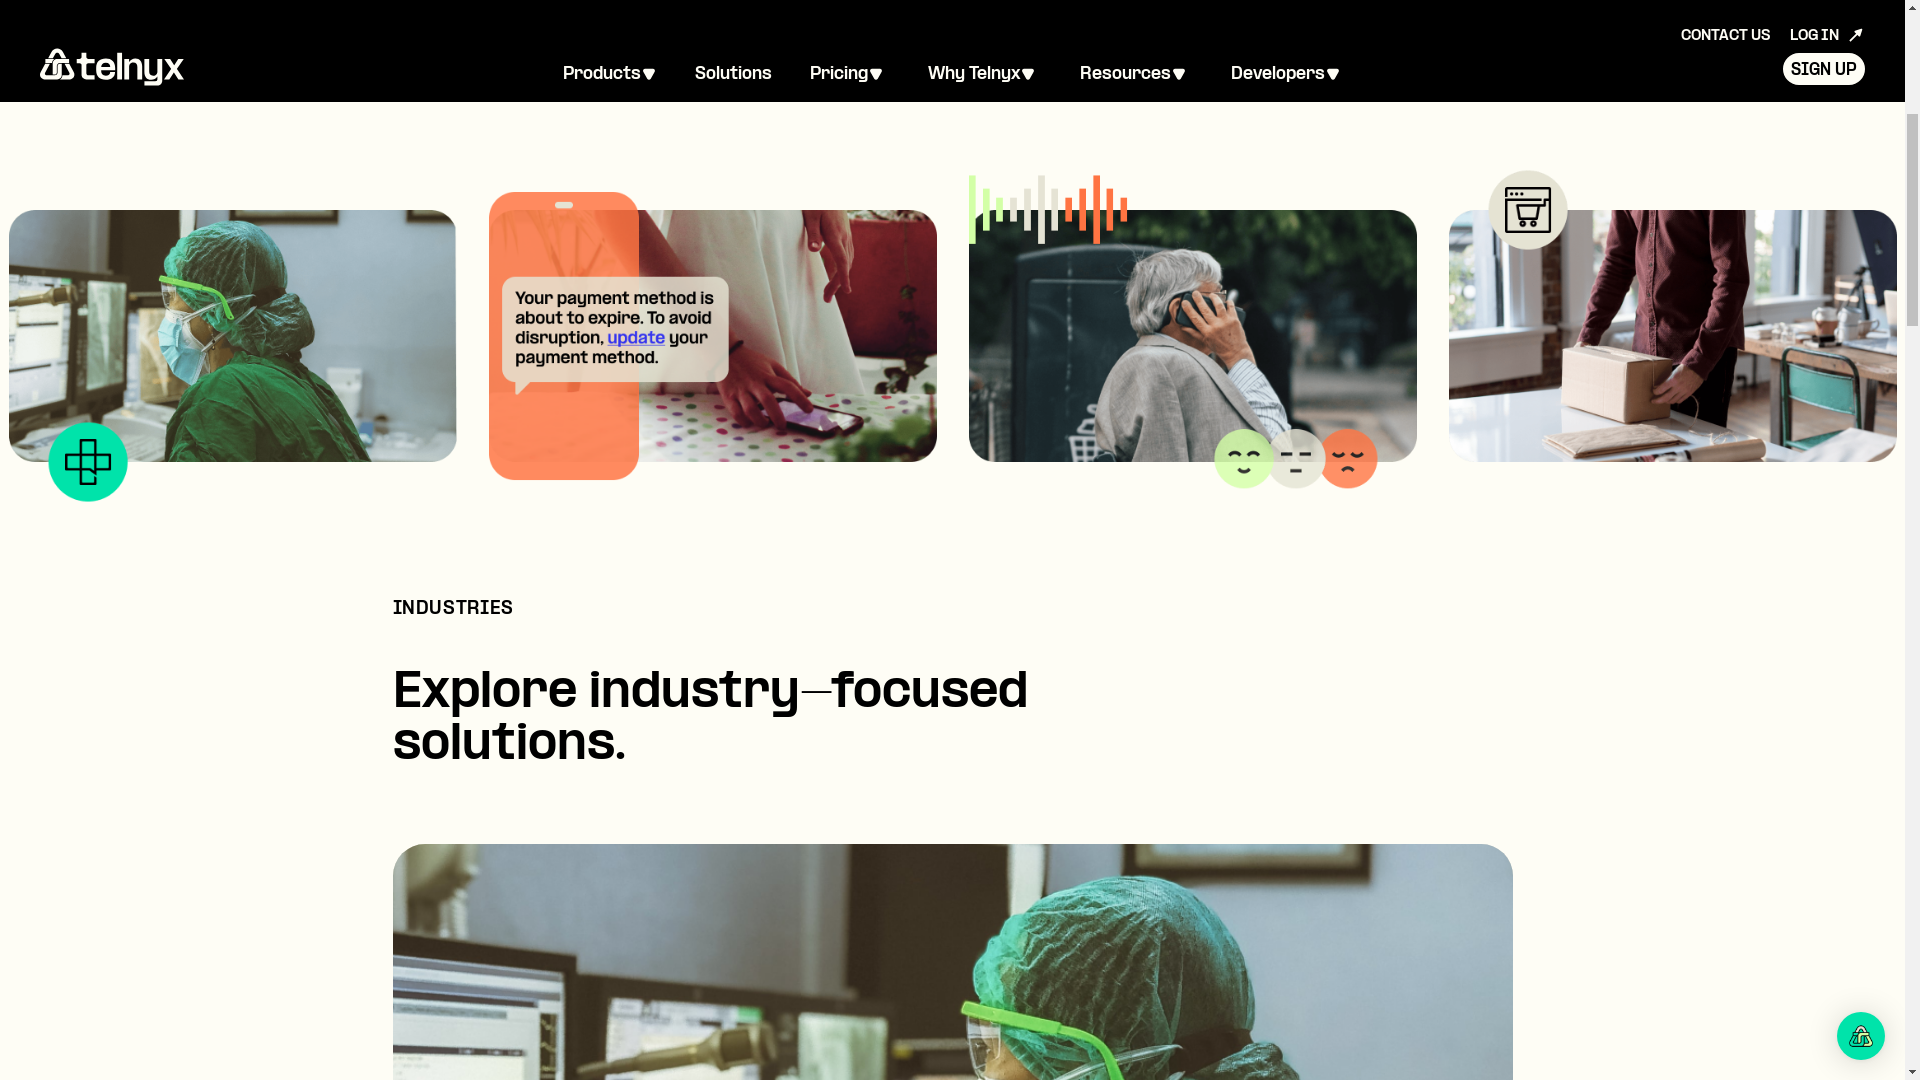 CONTACT US LOG IN
telnyx
Products Solutions Pricing Why Telnyx Resources Developers
SIGN UP
Your payment method is
about to expire. To avoid
disruption, update your
payment method.
INDUSTRIES
Explore industry—focused
solutions.